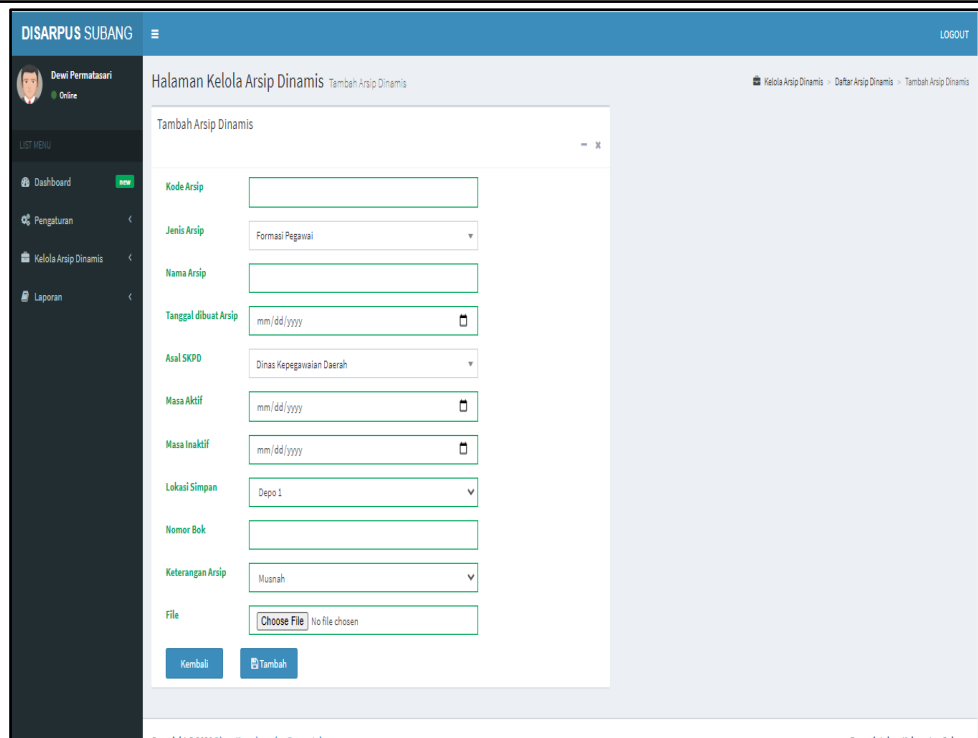 DISARPUS SUBANG
LOGOUT
Dewi Permatasari
Online
LIST MENU
Dashboard new
Pengaturan
Kelola Arsip Dinamis
Laporan
Halaman Kelola Arsip Dinamis Tambah Arsip Dinamis
Kelola Arsip Dinamis > Daftar Arsip Dinamis > Tambah Arsip Dinamis
Tambah Arsip Dinamis
Kode Arsip
Jenis Arsip Formasi Pegawai
Nama Arsip
Tanggal dibuat Arsip mm/dd/yyyy
Asal SKPD Dinas Kepegawaian Daerah
Masa Aktif mm/dd/yyyy
Masa Inaktif mm/dd/yyyy
Lokasi Simpan Depo 1
Nomor Bok
Keterangan Arsip Musnah
File Choose File No file chosen
Kembali Tambah